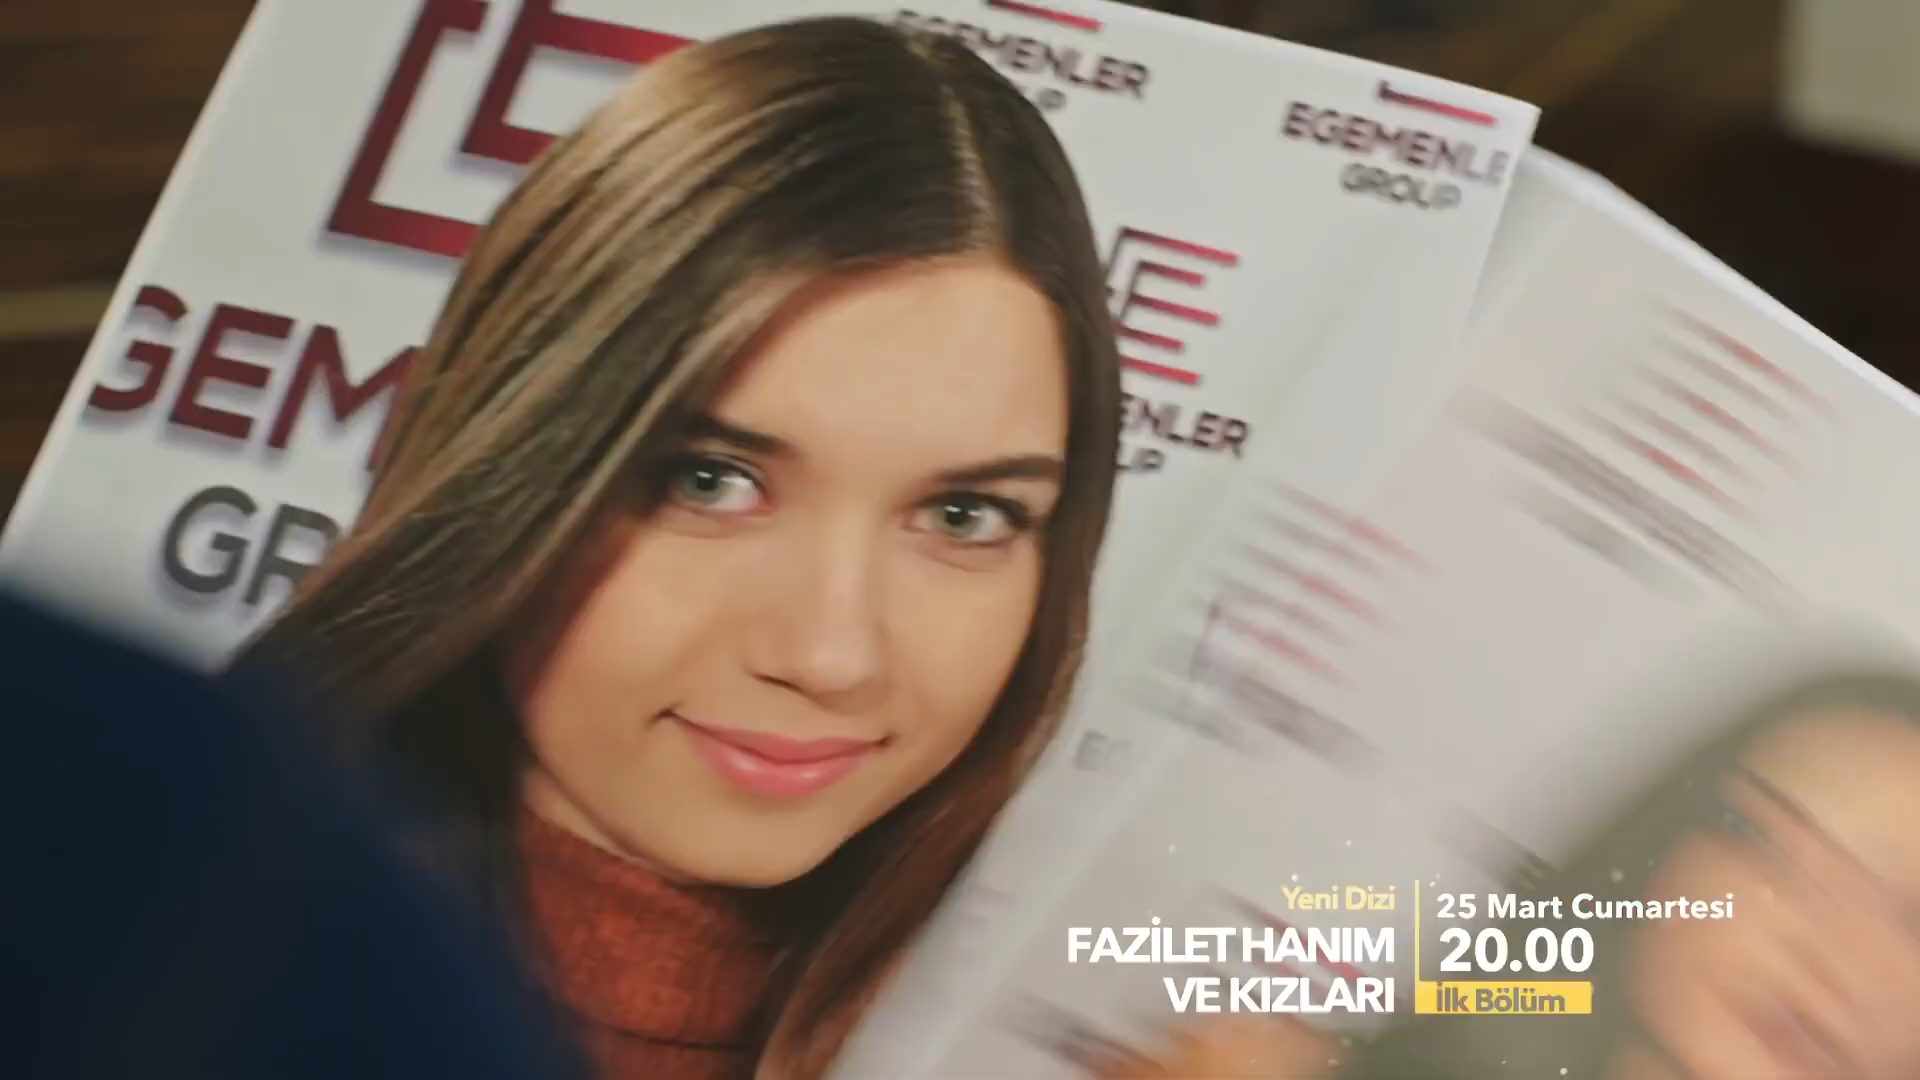 EGEMENLER
EGEMENLE
GROUP
GEM
GR
ENLER
UP
Yeni Dizi
FAZİLET HANIM
VE KIZLARI
25 Mart Cumartesi
20.00
İlk Bölüm